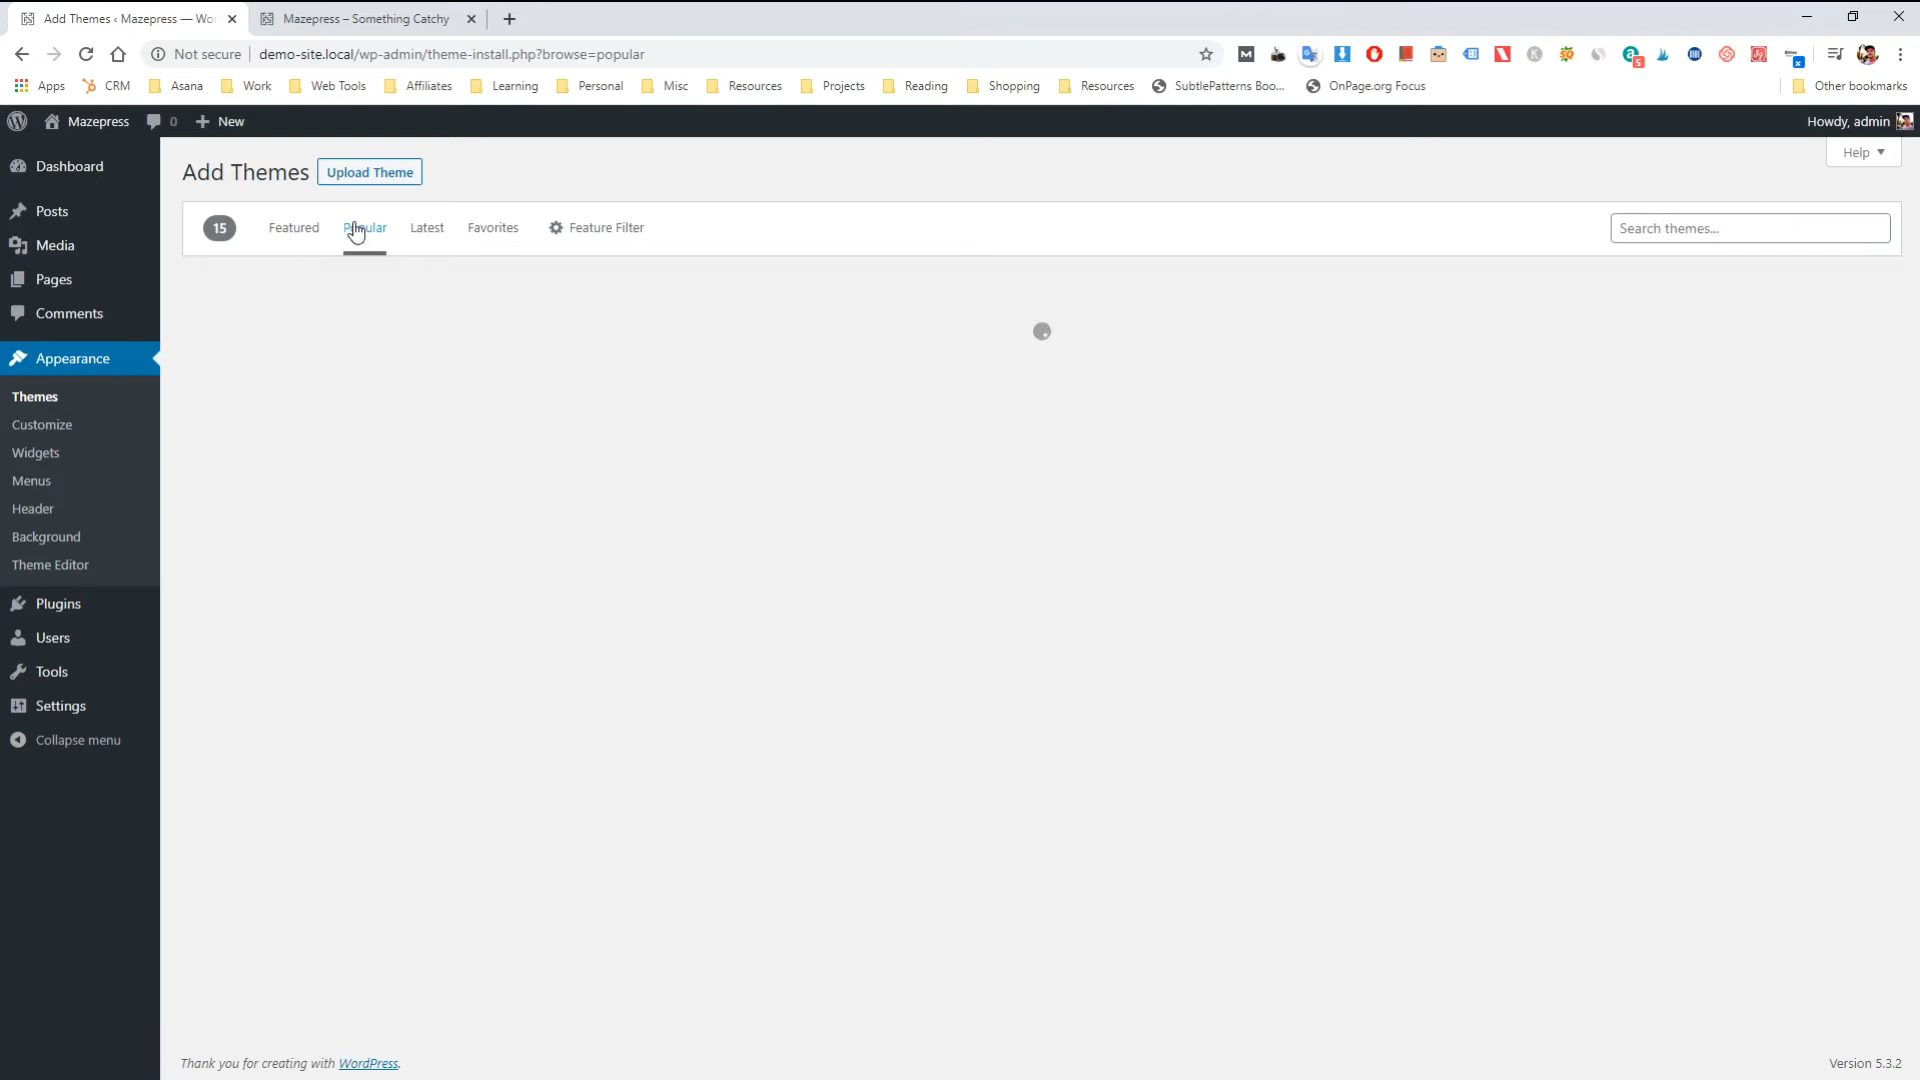 Add Themes ‹ Mazepress — Wo
Mazepress – Something Catchy
Not secure
demo-site.local/wp-admin/theme-install.php?browse=popular
Apps
CRM
Asana
Work
Web Tools
Affiliates
Learning
Personal
Misc
Resources
Projects
Reading
Shopping
Resources
SubtlePatterns Boo...
OnPage.org Focus
Other bookmarks
Mazepress
0
New
Howdy, admin
Dashboard
Posts
Media
Pages
Comments
Appearance
Themes
Customize
Widgets
Menus
Header
Background
Theme Editor
Plugins
Users
Tools
Settings
Collapse menu
Add Themes
Upload Theme
Help
15
Featured
Popular
Latest
Favorites
Feature Filter
Search themes...
Thank you for creating with WordPress.
Version 5.3.2